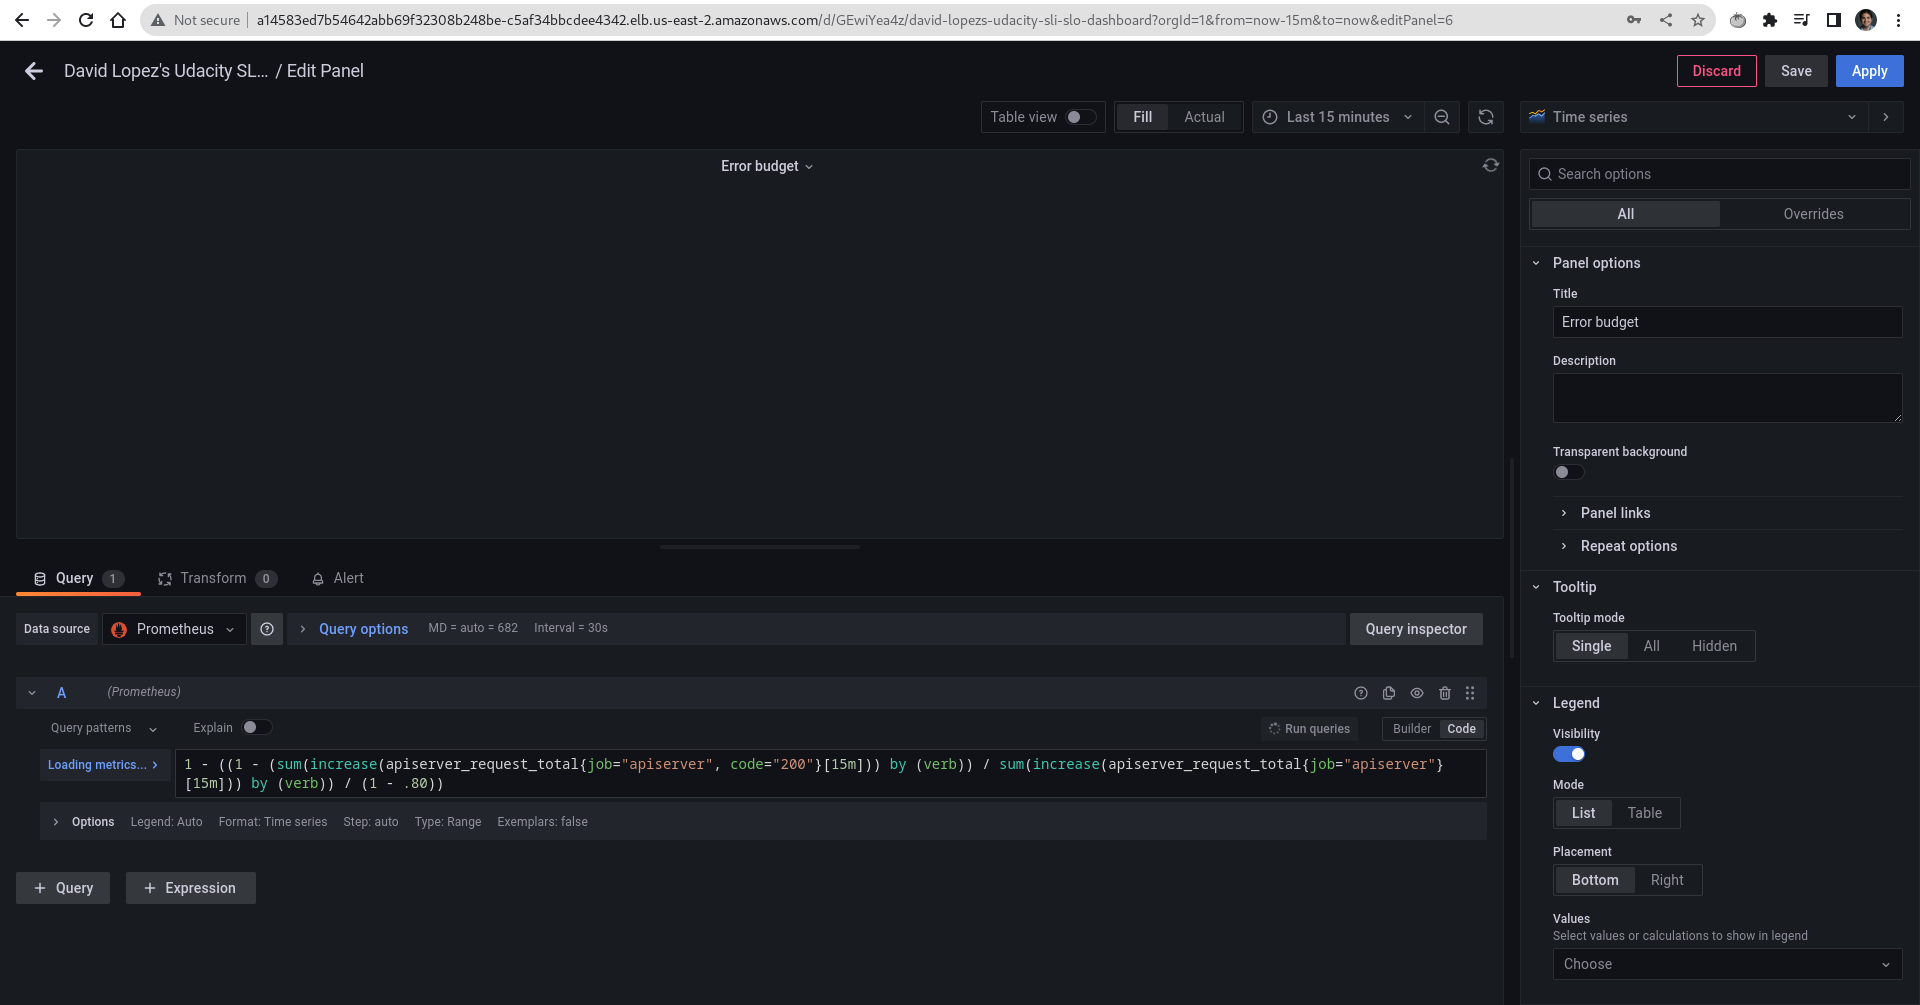 Not secure
a14583ed7b54642abb69f32308b248be-c5af34bbcdee4342.elb.us-east-2.amazonaws.com/d/GEwiYea4z/david-lopezs-udacity-sli-slo-dashboard?orgId=1&from=now-15m&to=now&editPanel=6
David Lopez's Udacity SL... / Edit Panel
Discard
Save
Apply
Table view
Fill
Actual
Last 15 minutes
Time series
Error budget
Search options
All
Overrides
Panel options
Title
Error budget
Description
Transparent background
Panel links
Repeat options
Tooltip
Tooltip mode
Single
All
Hidden
Legend
Visibility
Mode
List
Table
Placement
Bottom
Right
Values
Select values or calculations to show in legend
Choose
Query 1
Transform 0
Alert
Data source
Prometheus
Query options
MD = auto = 682
Interval = 30s
Query inspector
A
(Prometheus)
Query patterns
Explain
Run queries
Builder
Code
Loading metrics...
1 - ((1 - (sum(increase(apiserver_request_total{job="apiserver", code="200"}[15m])) by (verb)) / sum(increase(apiserver_request_total{job="apiserver"}
[15m])) by (verb)) / (1 - .80))
Options
Legend: Auto
Format: Time series
Step: auto
Type: Range
Exemplars: false
+ Query
+ Expression